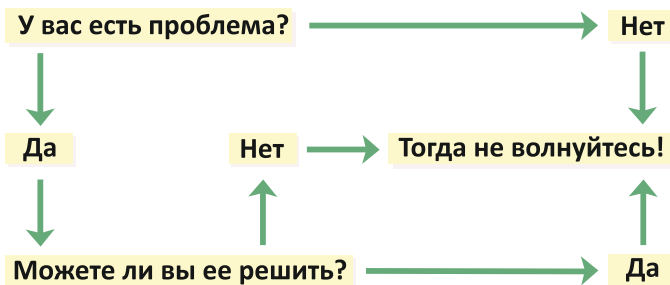 У вас есть проблема?
Нет
Да
Нет
Тогда не волнуйтесь!
Можете ли вы ее решить?
Да